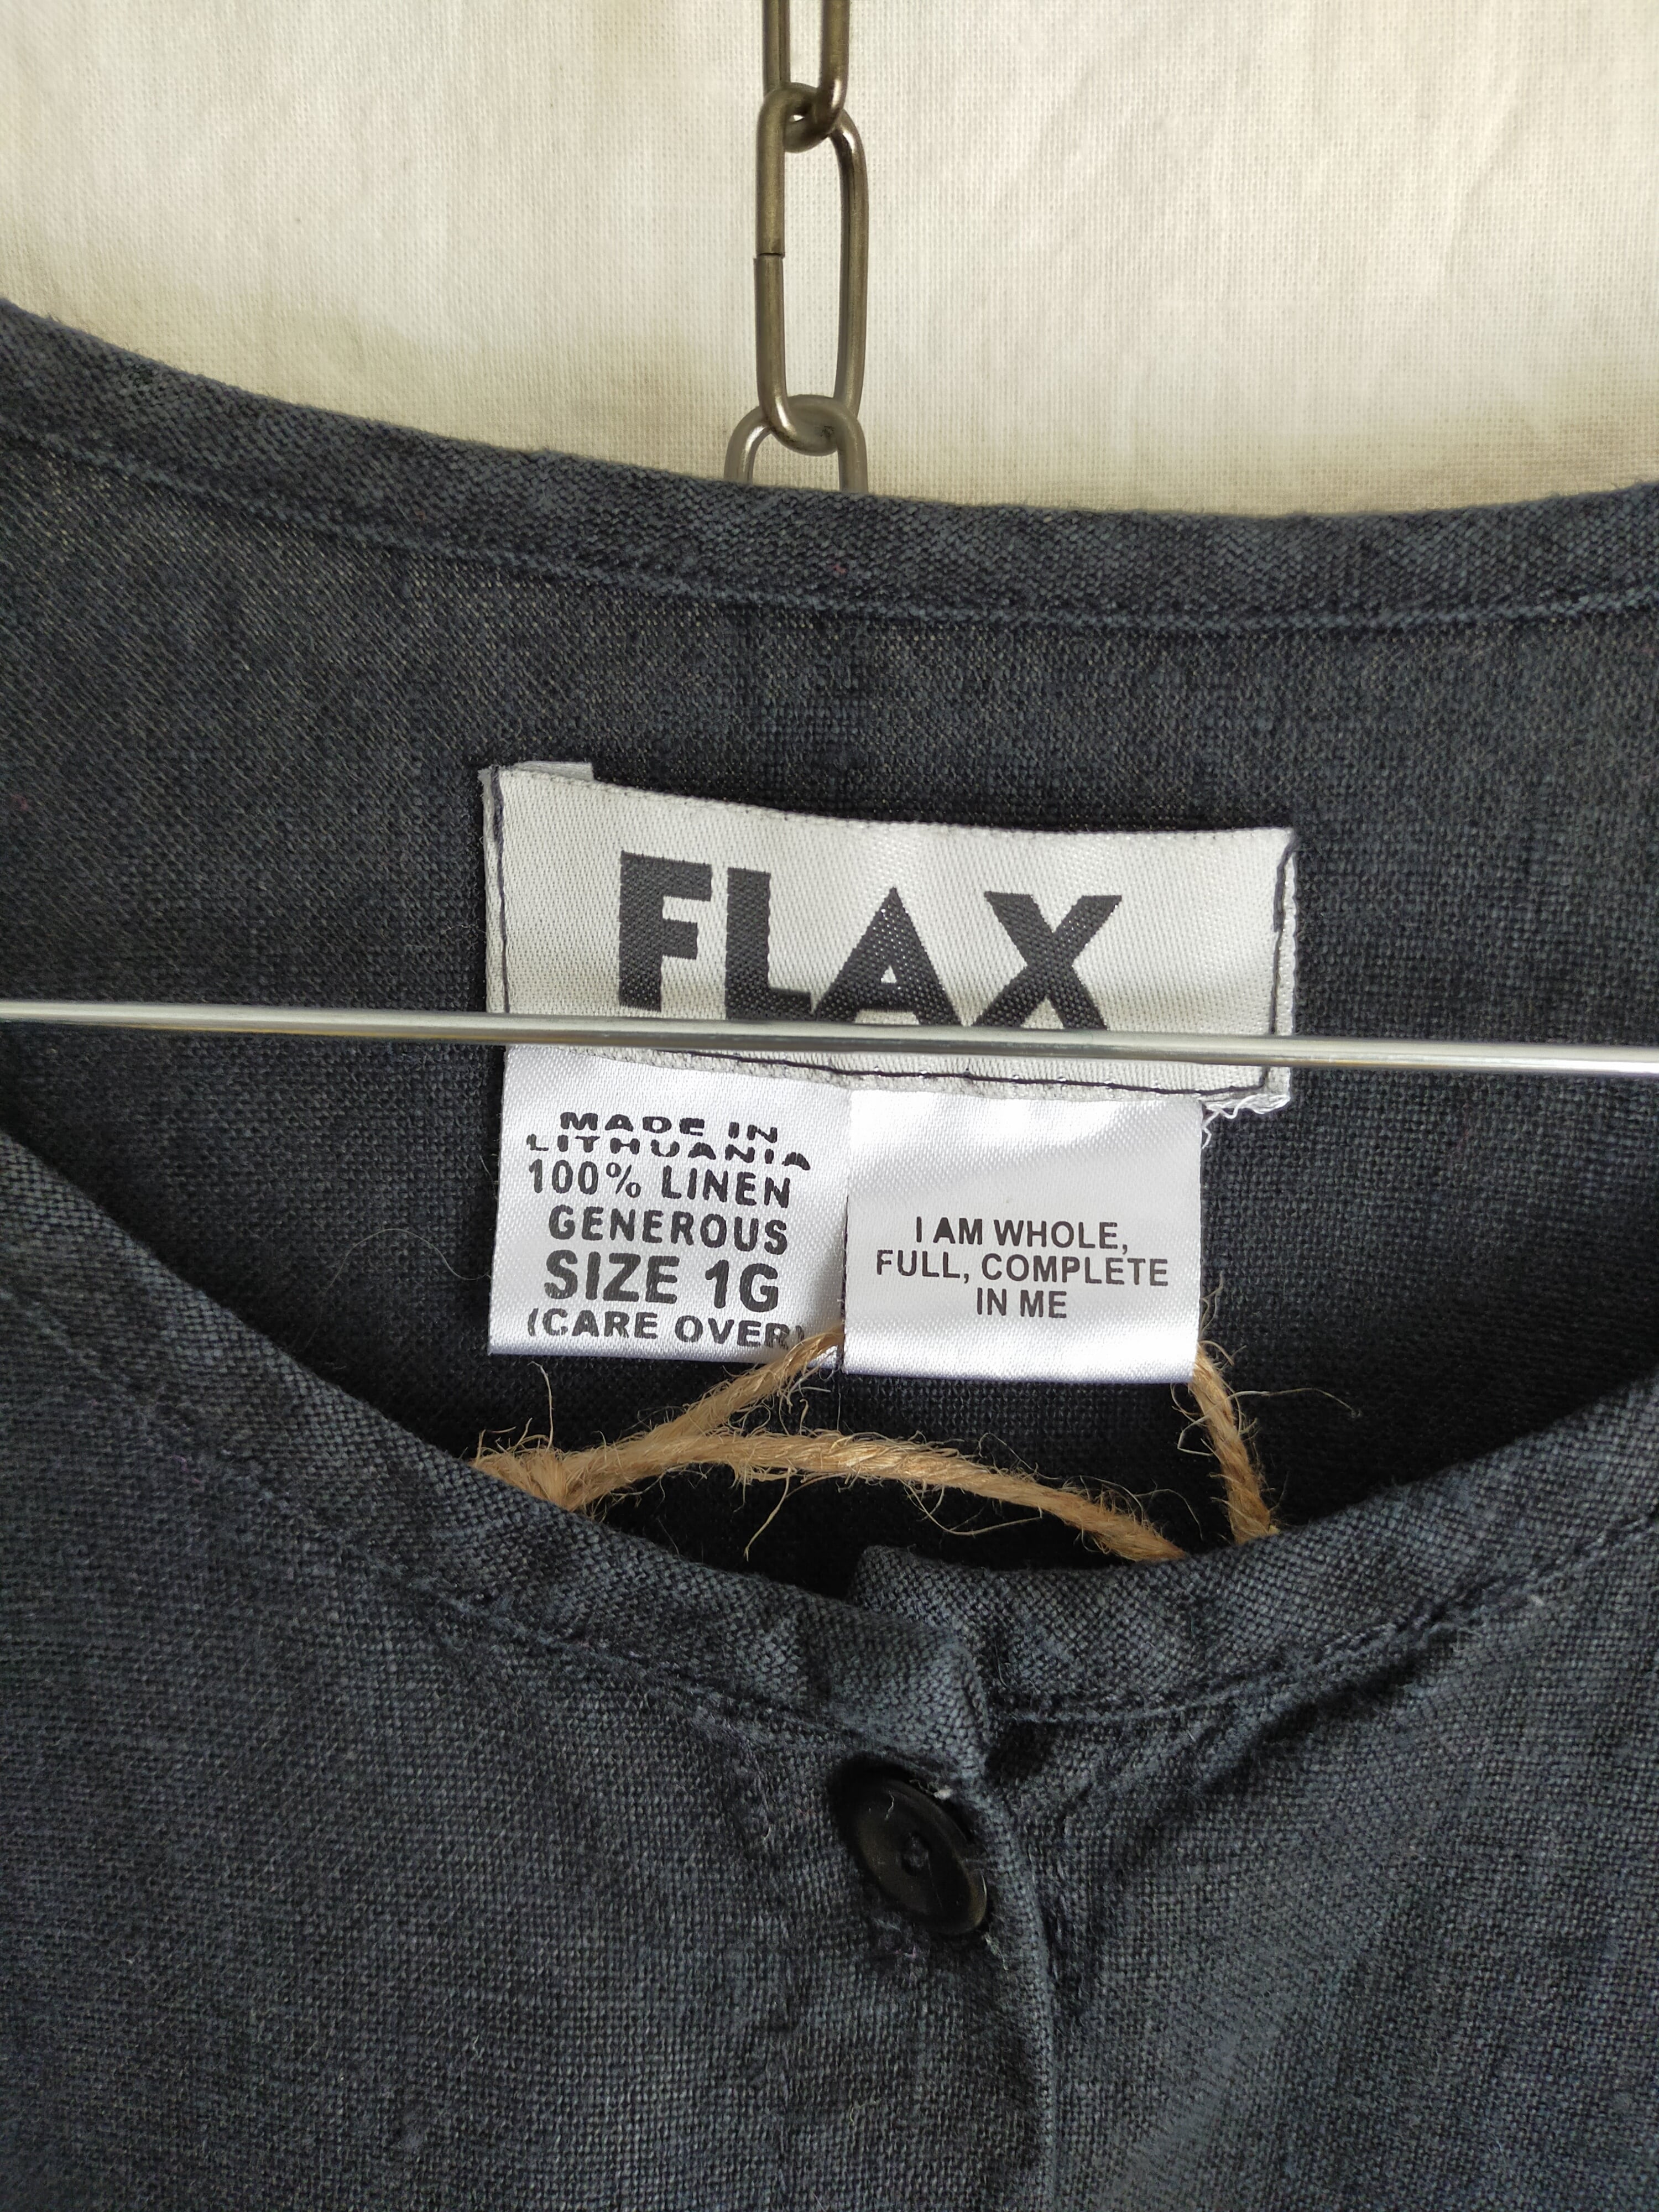 FLAX
MADE IN
LITHUANIA
100% LINEN
GENEROUS
SIZE 1G
(CARE OVER)
I AM WHOLE,
FULL, COMPLETE
IN ME